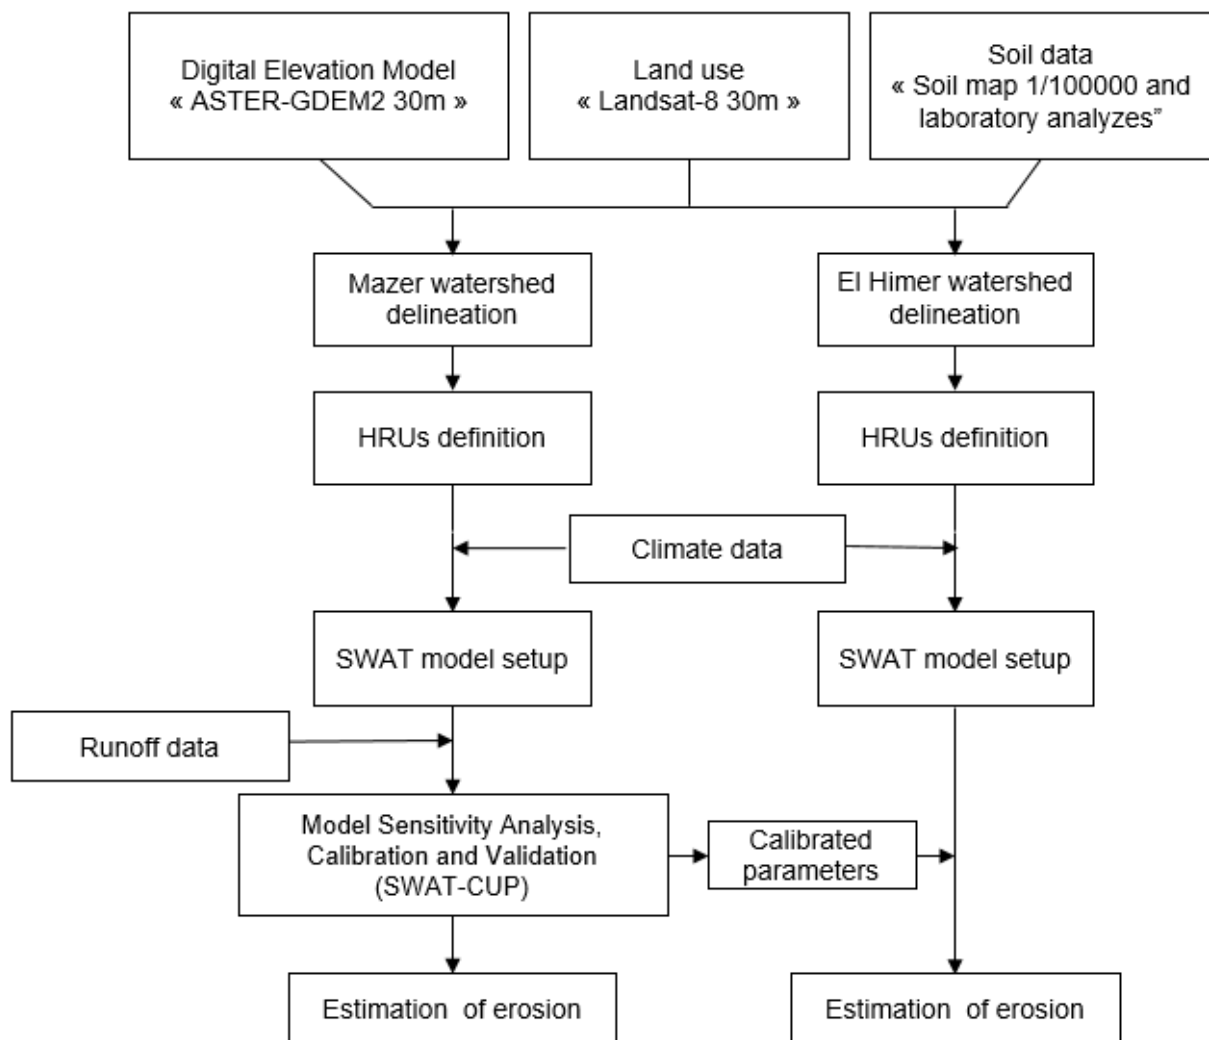 Digital Elevation Model
« ASTER-GDEM2 30m »
Land use
« Landsat-8 30m »
Soil data
« Soil map 1/100000 and
laboratory analyzes”
Mazer watershed
delineation
El Himer watershed
delineation
HRUs definition
HRUs definition
Climate data
SWAT model setup
SWAT model setup
Runoff data
Model Sensitivity Analysis,
Calibration and Validation
(SWAT-CUP)
Calibrated
parameters
Estimation of erosion
Estimation of erosion